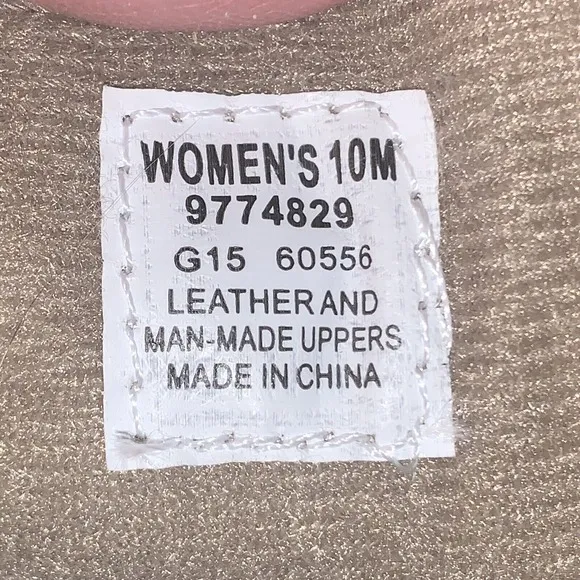 WOMEN'S 10M
9774829
G15 60556
LEATHER AND
MAN-MADE UPPERS
MADE IN CHINA